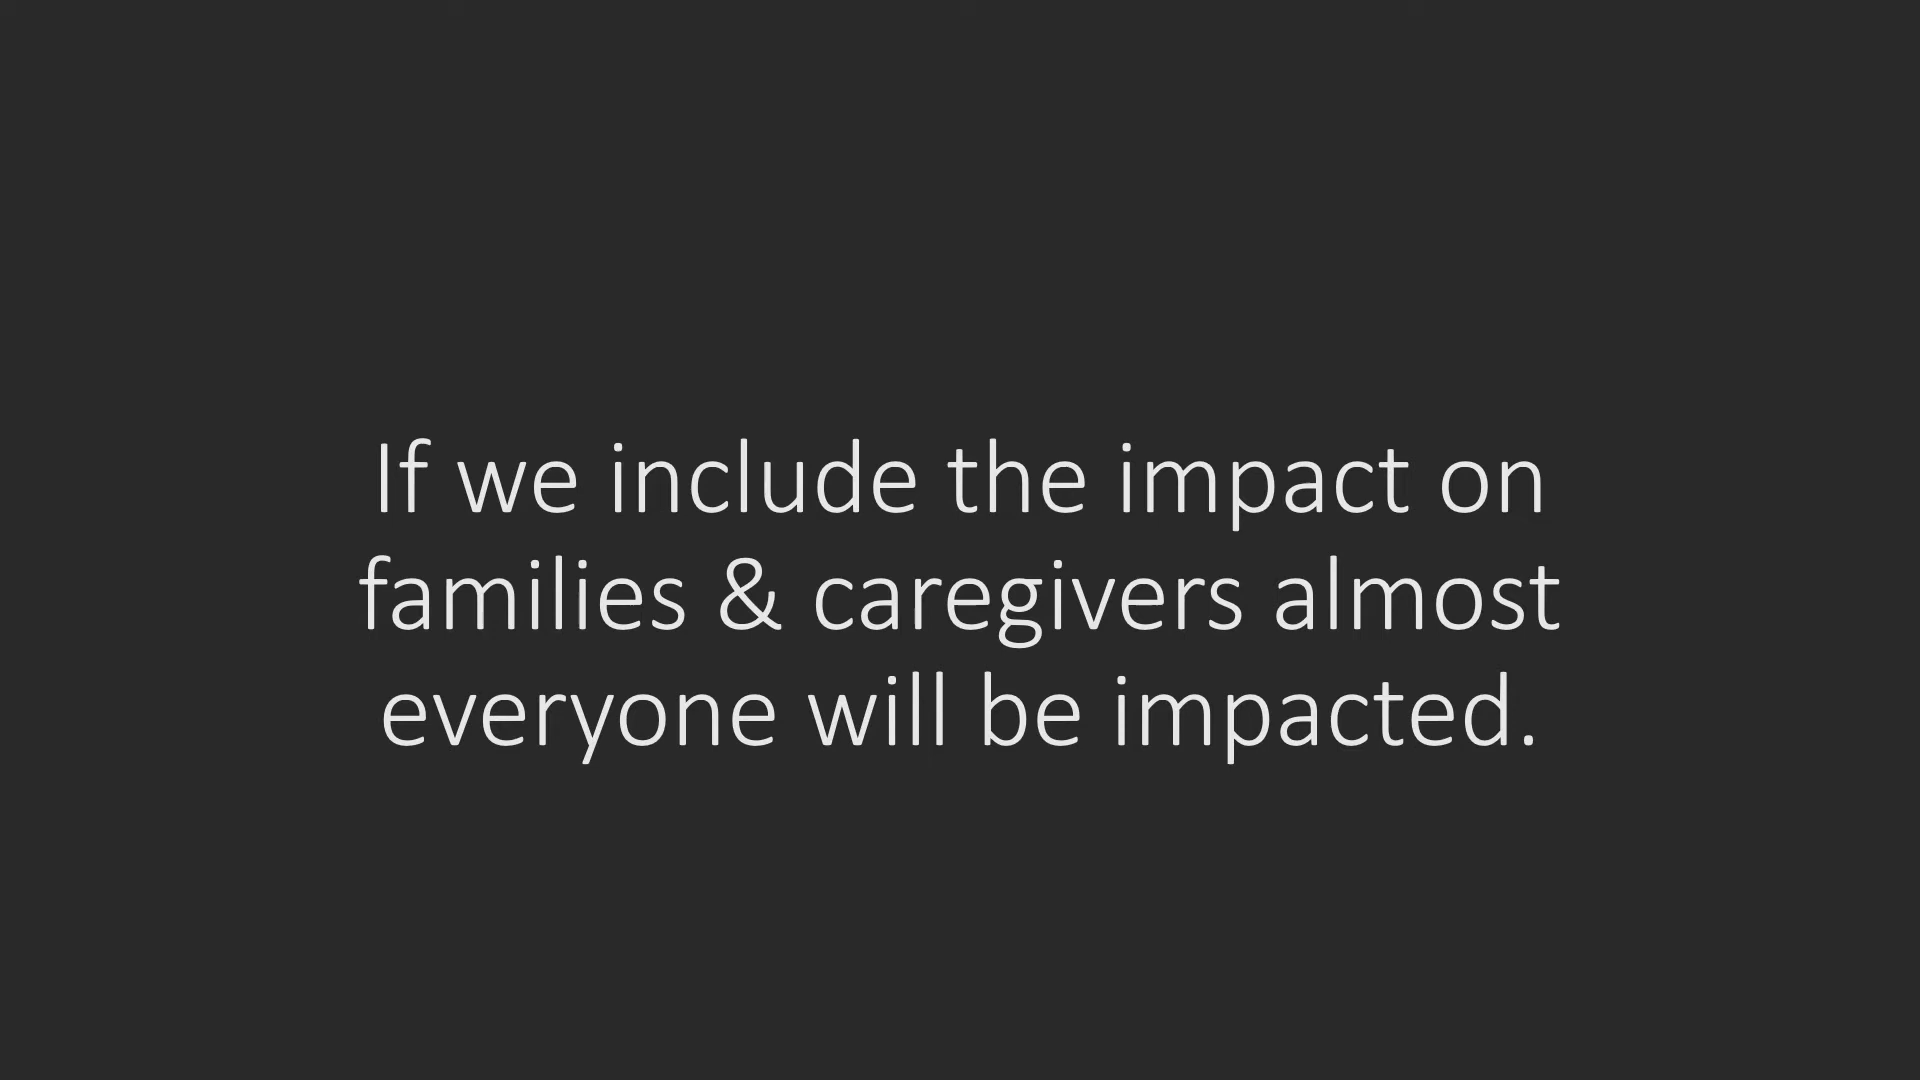 If we include the impact on
families & caregivers almost
everyone will be impacted.